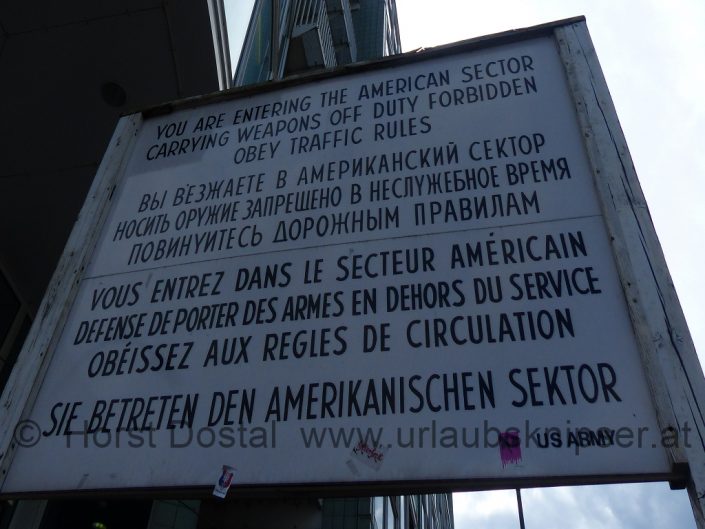 YOU ARE ENTERING THE AMERICAN SECTOR
CARRYING WEAPONS OFF DUTY FORBIDDEN
OBEY TRAFFIC RULES
ВЫ ВЪЕЗЖАЕТЕ В АМЕРИКАНСКИЙ СЕКТОР
НОСИТЬ ОРУЖИЕ ЗАПРЕЩЕНО В НЕСЛУЖЕБНОЕ ВРЕМЯ
ПОВИНУИТЕСЬ ДОРОЖНЫМ ПРАВИЛАМ
VOUS ENTREZ DANS LE SECTEUR AMÉRICAIN
DEFENSE DE PORTER DES ARMES EN DEHORS DU SERVICE
OBÉISSEZ AUX REGLES DE CIRCULATION
SIE BETRETEN DEN AMERIKANISCHEN SEKTOR
© Horst Dostal www.urlaubsknipser.at
US ARMY